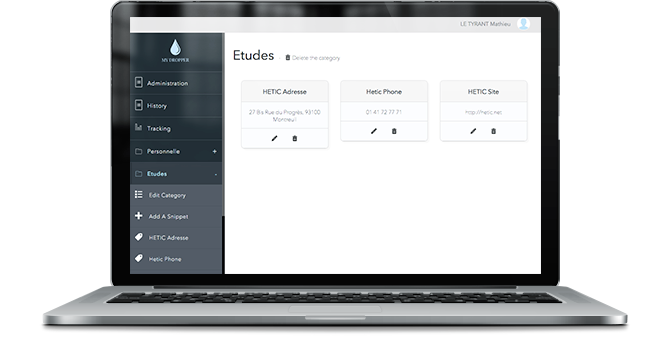 LE TYRANT Mathieu
MY DROPPER
Administration
History
Tracking
Personnelle +
Etudes -
Edit Category
Add A Snippet
HETIC Adresse
Hetic Phone
Etudes
Delete the category
HETIC Adresse
27 Bis Rue du Progrès, 93100
Montreuil
Hetic Phone
01 41 72 77 71
HETIC Site
http://hetic.net